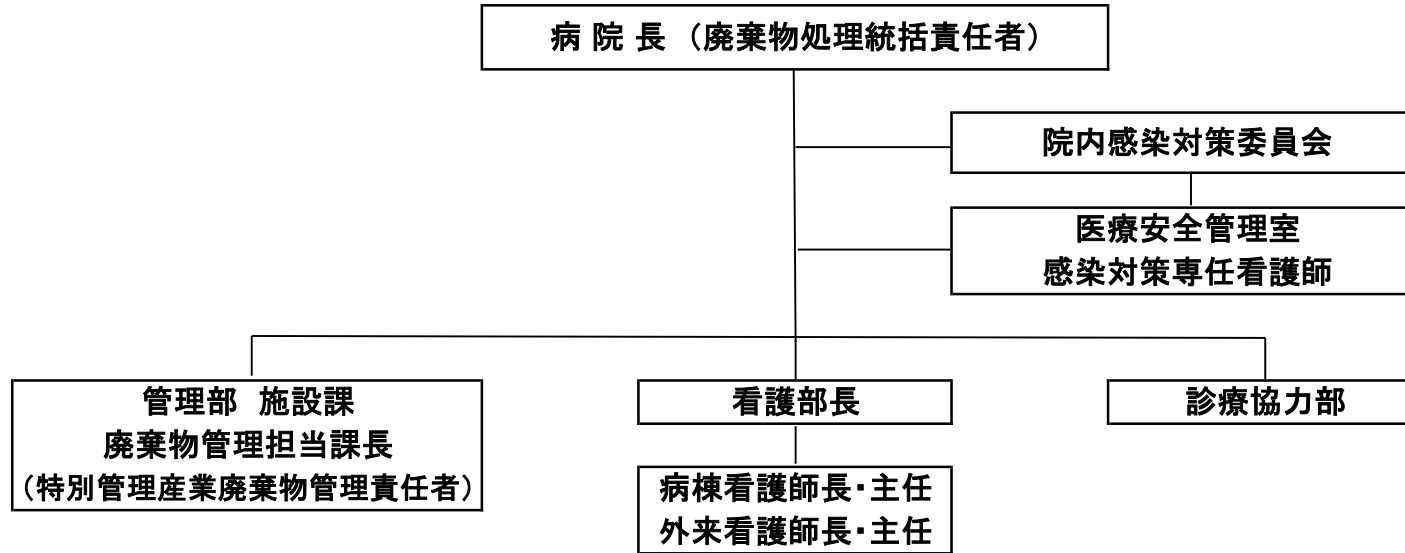 病 院 長 （廃棄物処理統括責任者）
院内感染対策委員会
医療安全管理室
感染対策専任看護師
管理部 施設課
廃棄物管理担当課長
（特別管理産業廃棄物管理責任者）
看護部長
病棟看護師長・主任
外来看護師長・主任
診療協力部